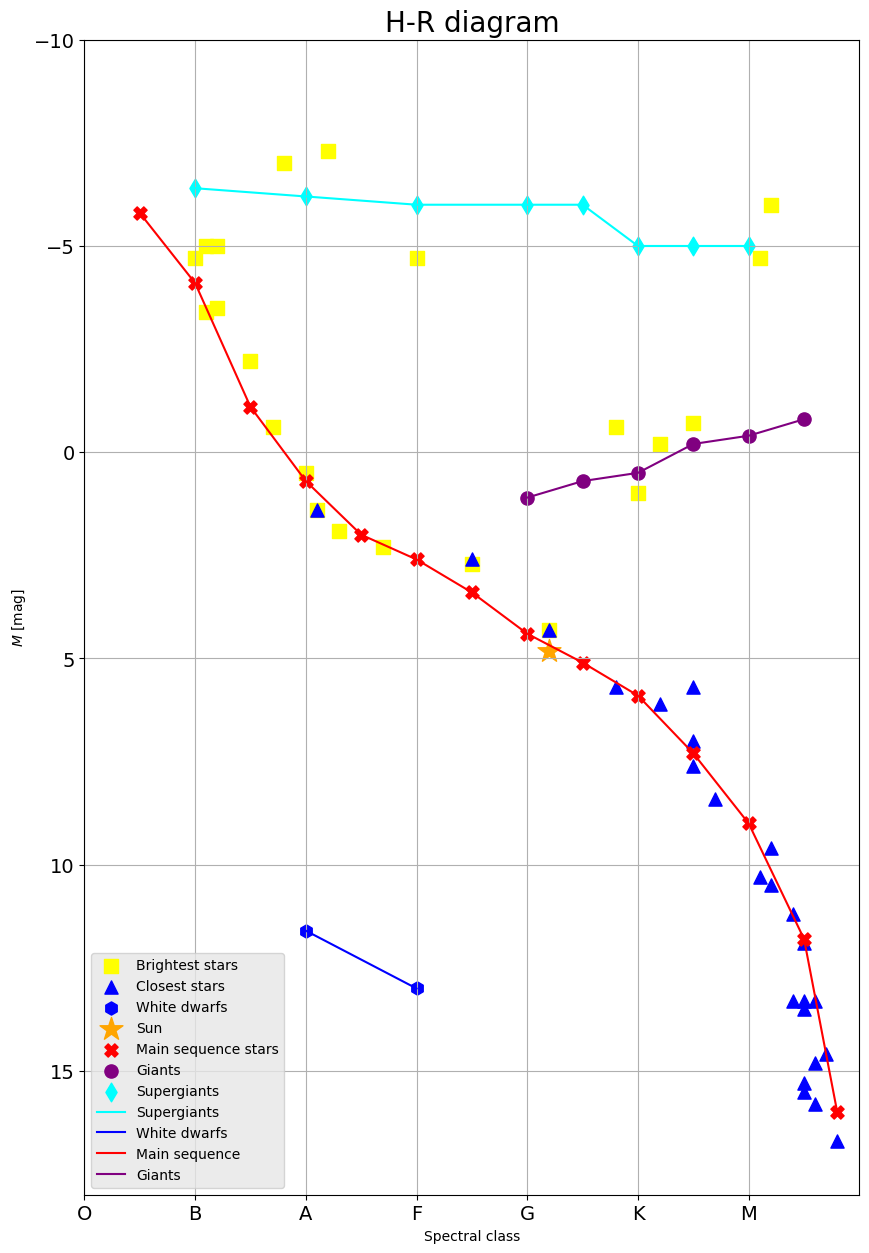 H-R diagram
−10
−5
0
5
10
15
M [mag]
Brightest stars
Closest stars
White dwarfs
Sun
Main sequence stars
Giants
Supergiants
Supergiants
White dwarfs
Main sequence
Giants
O B A F G K M
Spectral class